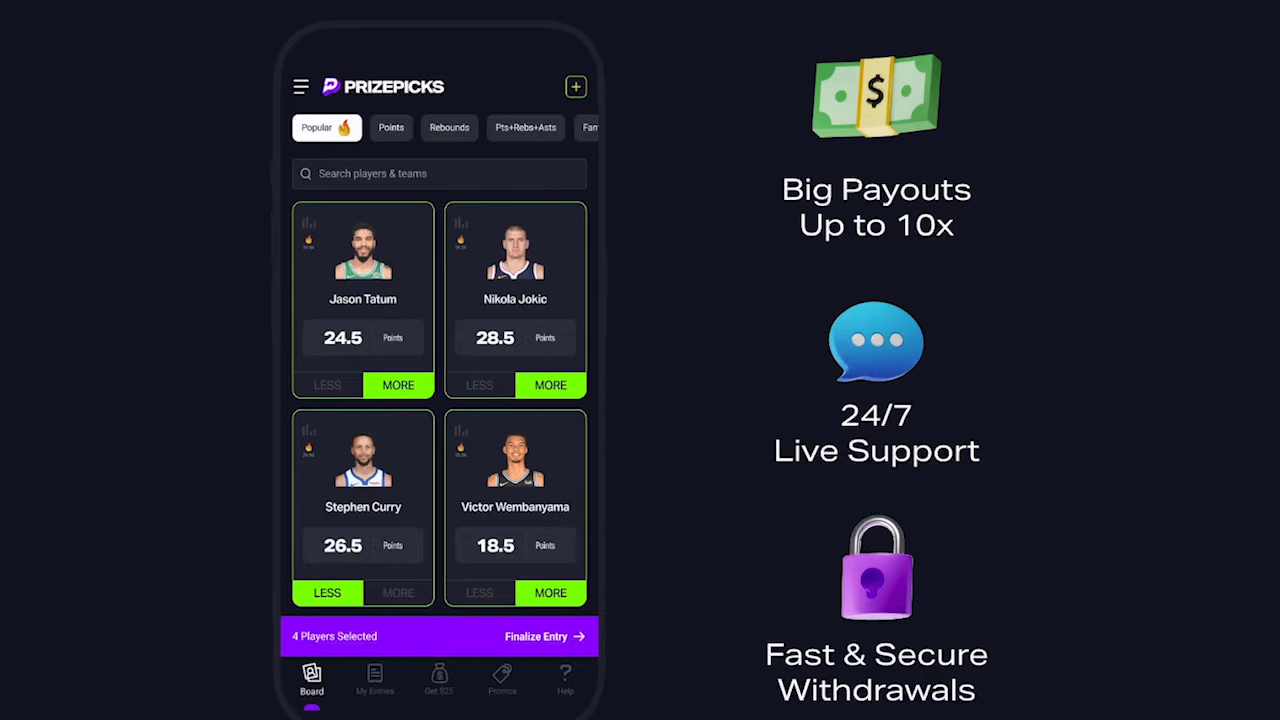 PRIZEPICKS
Popular
Points
Rebounds
Pts+Rebs+Asts
Fan
Search players & teams
Jason Tatum
24.5 Points
LESS MORE
Nikola Jokic
28.5 Points
LESS MORE
Stephen Curry
26.5 Points
LESS MORE
Victor Wembanyama
18.5 Points
LESS MORE
4 Players Selected
Finalize Entry
Board
My Entries
Get $25
Promos
Help
$
Big Payouts
Up to 10x
24/7
Live Support
Fast & Secure
Withdrawals